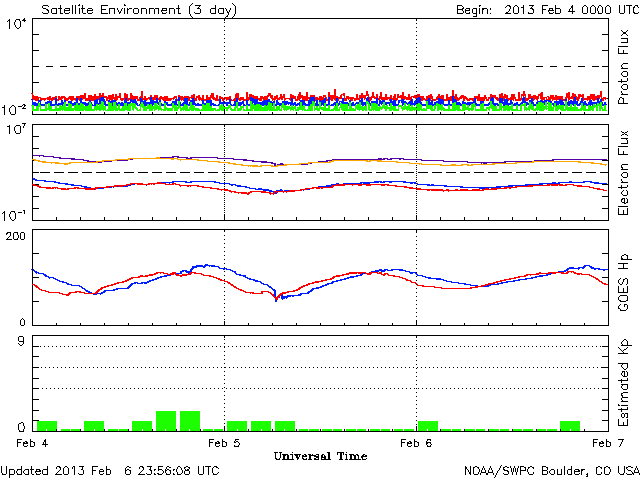 Satellite Environment (3 day) Begin: 2013 Feb 4 0000 UTC
10^4
10^-2
Proton Flux
10^7
10^-1
Electron Flux
200
0
GOES Hp
9
0
Estimated Kp
Feb 4 Feb 5 Feb 6 Feb 7
Universal Time
Updated 2013 Feb 6 23:56:08 UTC NOAA/SWPC Boulder, CO USA